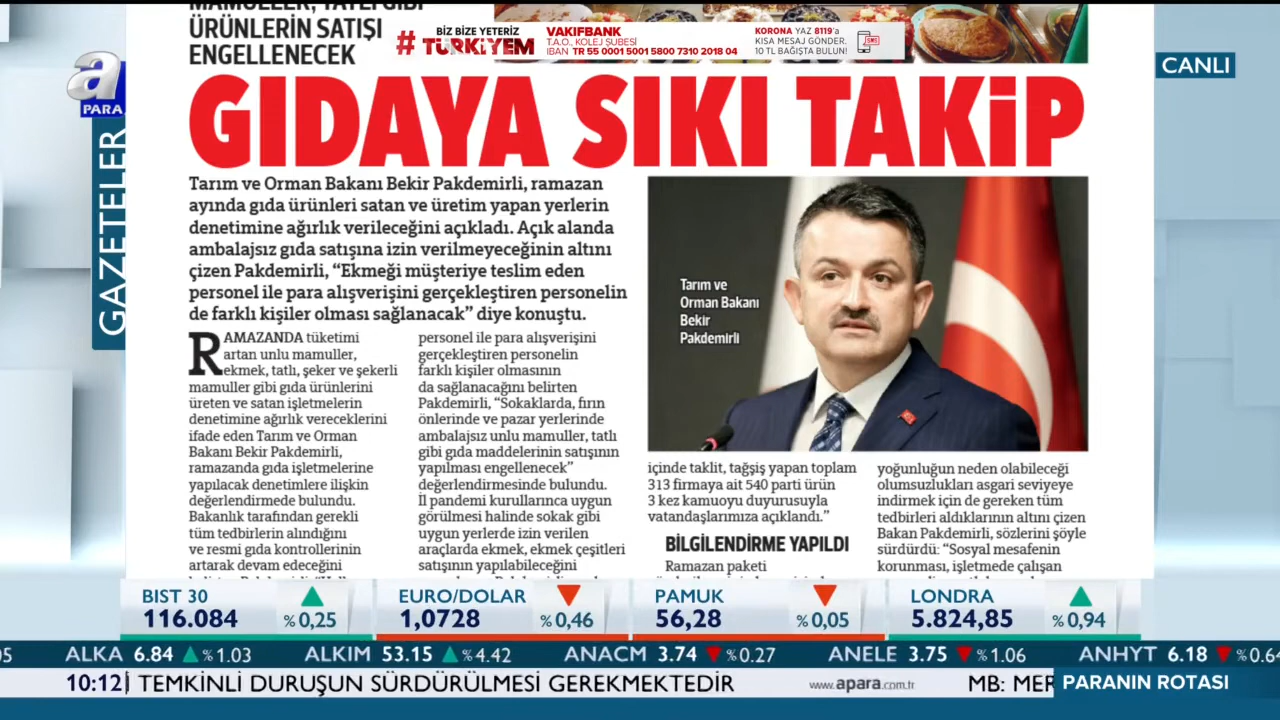 MAMULLER, TATLI GİBİ
ÜRÜNLERİN SATIŞI
ENGELLENECEK
#
BİZ BİZE YETERİZ
TÜRKİYEM
VAKIFBANK
T.A.O., KOLEJ ŞUBESİ
IBAN TR 55 0001 5001 5800 7310 2018 04
KORONA YAZ 8119'a
KISA MESAJ GÖNDER.
10 TL BAĞIŞTA BULUN!
SMS
CANLI
a
PARA
GAZETELER
GIDAYA SIKI TAKİP
Tarım ve Orman Bakanı Bekir Pakdemirli, ramazan
ayında gıda ürünleri satan ve üretim yapan yerlerin
denetimine ağırlık verileceğini açıkladı. Açık alanda
ambalajsız gıda satışına izin verilmeyeceğinin altını
çizen Pakdemirli, “Ekmeği müşteriye teslim eden
personel ile para alışverişini gerçekleştiren personelin
de farklı kişiler olması sağlanacak” diye konuştu.
RAMAZANDA tüketimi
artan unlu mamuller,
ekmek, tatlı, şeker ve şekerli
mamuller gibi gıda ürünlerini
üreten ve satan işletmelerin
denetimine ağırlık vereceklerini
ifade eden Tarım ve Orman
Bakanı Bekir Pakdemirli,
ramazanda gıda işletmelerine
yapılacak denetimlere ilişkin
değerlendirmede bulundu.
Bakanlık tarafından gerekli
tüm tedbirlerin alındığını
ve resmi gıda kontrollerinin
artarak devam edeceğini
personel ile para alışverişini
gerçekleştiren personelin
farklı kişiler olmasının
da sağlanacağını belirten
Pakdemirli, “Sokaklarda, fırın
önlerinde ve pazar yerlerinde
ambalajsız unlu mamuller, tatlı
gibi gıda maddelerinin satışının
yapılması engellenecek”
değerlendirmesinde bulundu.
İl pandemi kurullarınca uygun
görülmesi halinde sokak gibi
uygun yerlerde izin verilen
araçlarda ekmek, ekmek çeşitleri
satışının yapılabileceğini
Tarım ve
Orman Bakanı
Bekir
Pakdemirli
içinde taklit, tağşiş yapan toplam
313 firmaya ait 540 parti ürün
3 kez kamuoyu duyurusuyla
vatandaşlarımıza açıklandı.”
BİLGİLENDİRME YAPILDI
Ramazan paketi
yoğunluğun neden olabileceği
olumsuzlukları asgari seviyeye
indirmek için de gereken tüm
tedbirleri aldıklarının altını çizen
Bakan Pakdemirli, sözlerini şöyle
sürdürdü: “Sosyal mesafenin
korunması, işletmede çalışan
BIST 30
116.084
%0,25
EURO/DOLAR
1,0728
%0,46
PAMUK
56,28
%0,05
LONDRA
5.824,85
%0,94
05 ALKA 6.84 %1.03 ALKIM 53.15 %4.42 ANACM 3.74 %0.27 ANELE 3.75 %1.06 ANHYT 6.18 %0.64
10:12 TEMKİNLİ DURUŞUN SÜRDÜRÜLMESİ GEREKMEKTEDİR www.apara.com.tr MB: MER
PARANIN ROTASI